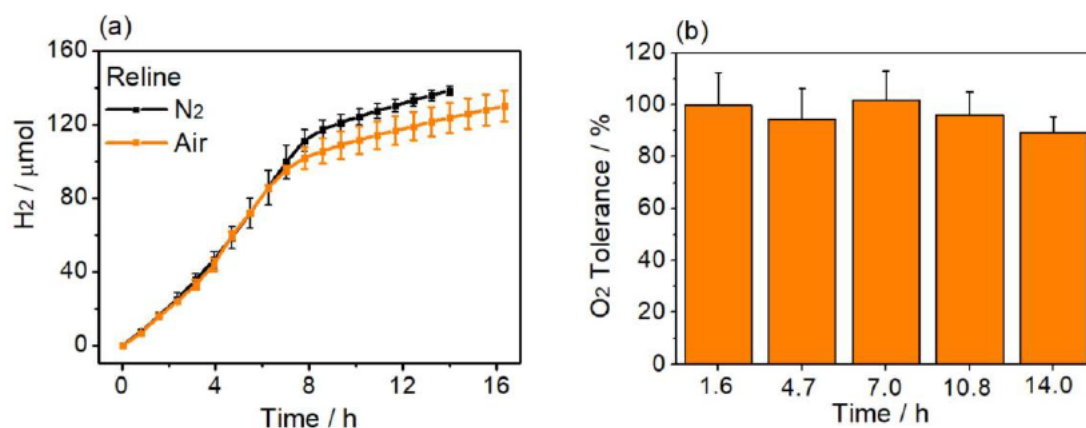 (a)
160
120
80
40
0
H2 / μmol
Reline
N2
Air
0 4 8 12 16
Time / h
(b)
120
100
80
60
40
20
0
O2 Tolerance / %
1.6 4.7 7.0 10.8 14.0
Time / h